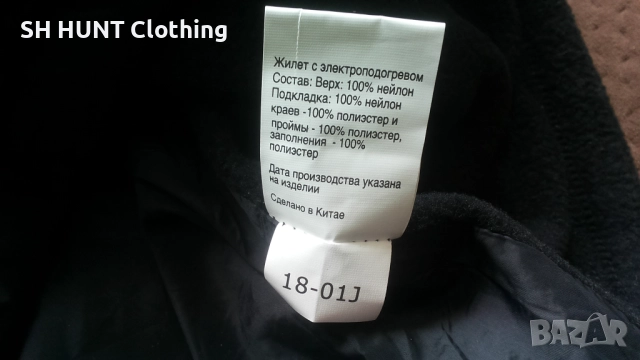 SH HUNT Clothing
Жилет с электроподогревом
Состав: Верх: 100% нейлон
Подкладка: 100% нейлон
краев -100% полиэстер и
проймы - 100% полиэстер,
заполнения - 100%
полиэстер
Дата производства указана
на изделии
Сделано в Китае
18-01J
BAZAR